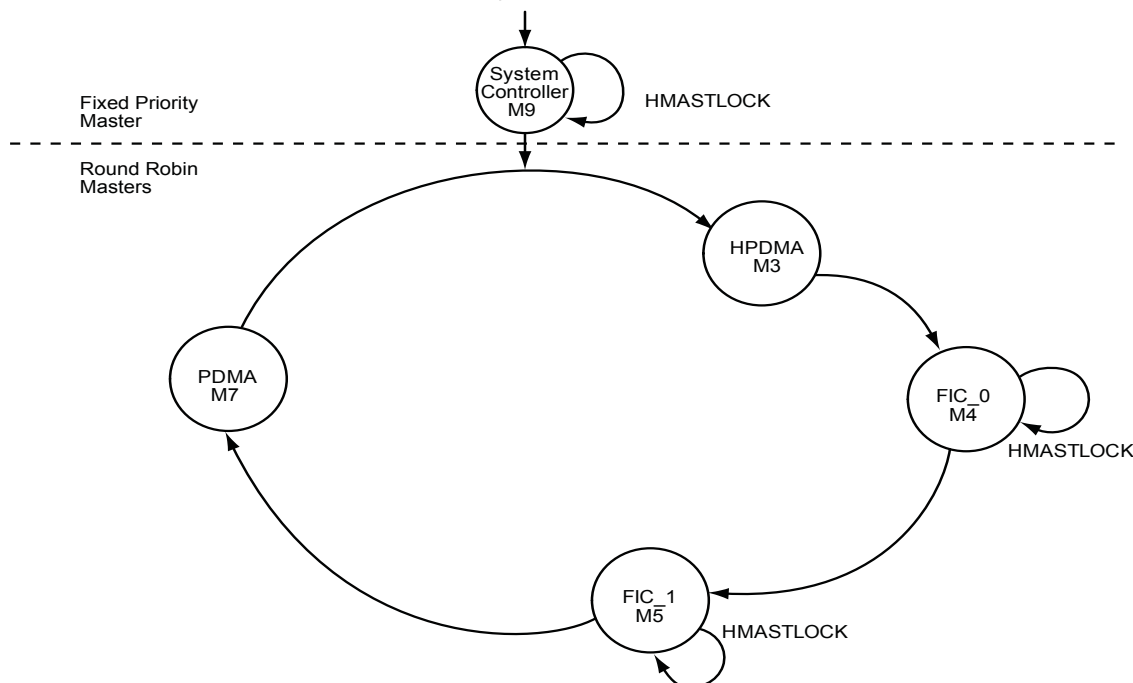 System
Controller
M9
HMASTLOCK
Fixed Priority
Master
Round Robin
Masters
HPDMA
M3
PDMA
M7
FIC_0
M4
HMASTLOCK
FIC_1
M5
HMASTLOCK